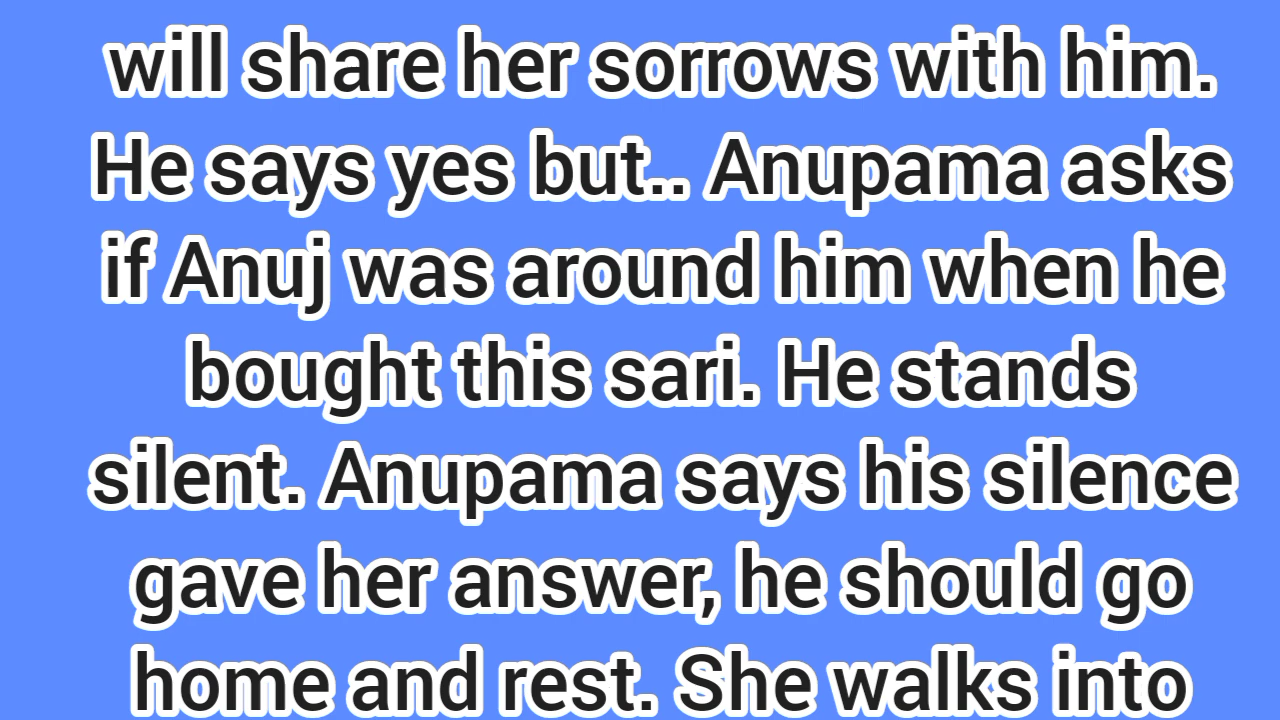 will share her sorrows with him.
He says yes but.. Anupama asks
if Anuj was around him when he
bought this sari. He stands
silent. Anupama says his silence
gave her answer, he should go
home and rest. She walks into